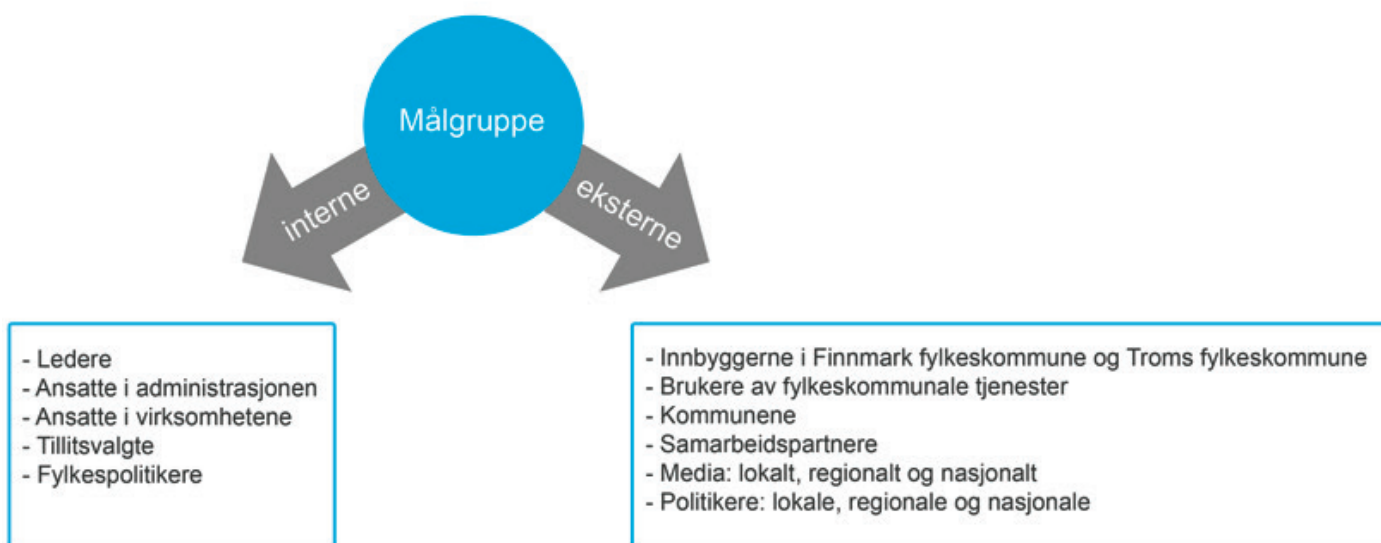 Målgruppe
interne
eksterne
- Ledere
- Ansatte i administrasjonen
- Ansatte i virksomhetene
- Tillitsvalgte
- Fylkespolitikere
- Innbyggerne i Finnmark fylkeskommune og Troms fylkeskommune
- Brukere av fylkeskommunale tjenester
- Kommunene
- Samarbeidspartnere
- Media: lokalt, regionalt og nasjonalt
- Politikere: lokale, regionale og nasjonale